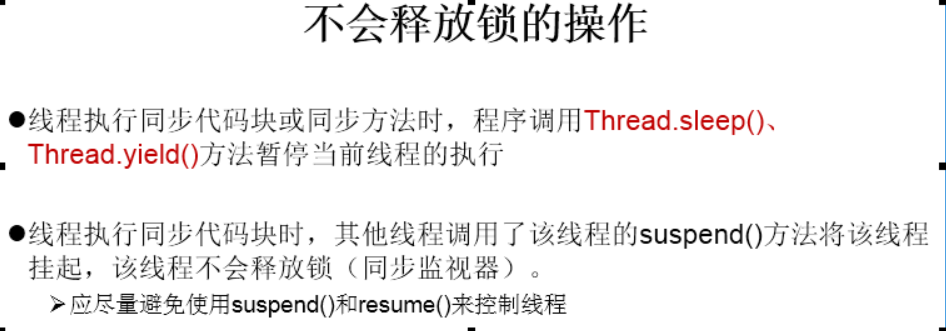 不会释放锁的操作
●线程执行同步代码块或同步方法时，程序调用Thread.sleep()、
Thread.yield()方法暂停当前线程的执行
●线程执行同步代码块时，其他线程调用了该线程的suspend()方法将该线程
挂起，该线程不会释放锁（同步监视器）。
➢应尽量避免使用suspend()和resume()来控制线程